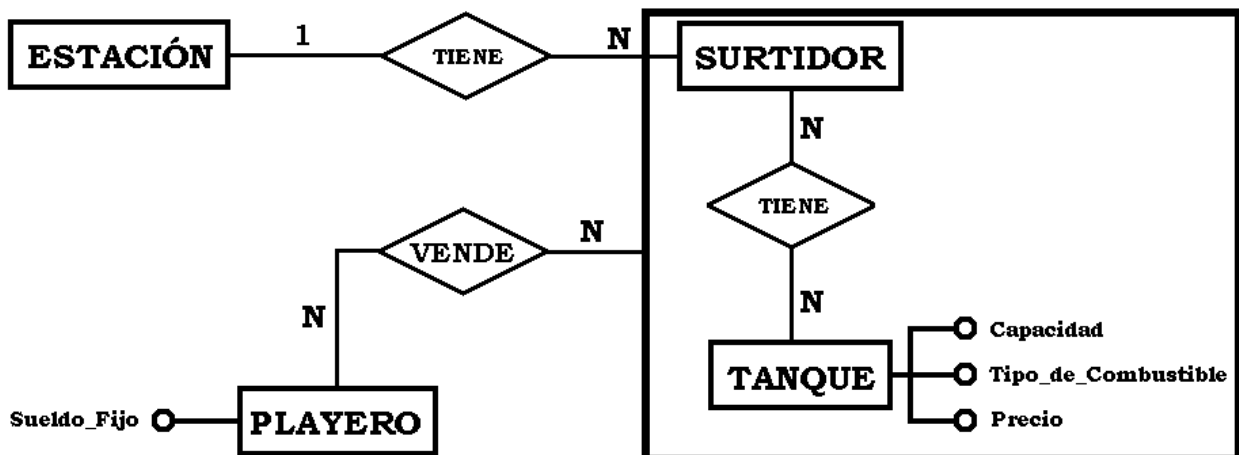 ESTACIÓN
1
TIENE
N
SURTIDOR
N
TIENE
VENDE
N
N
N
Capacidad
TANQUE
Tipo_de_Combustible
Sueldo_Fijo
PLAYERO
Precio